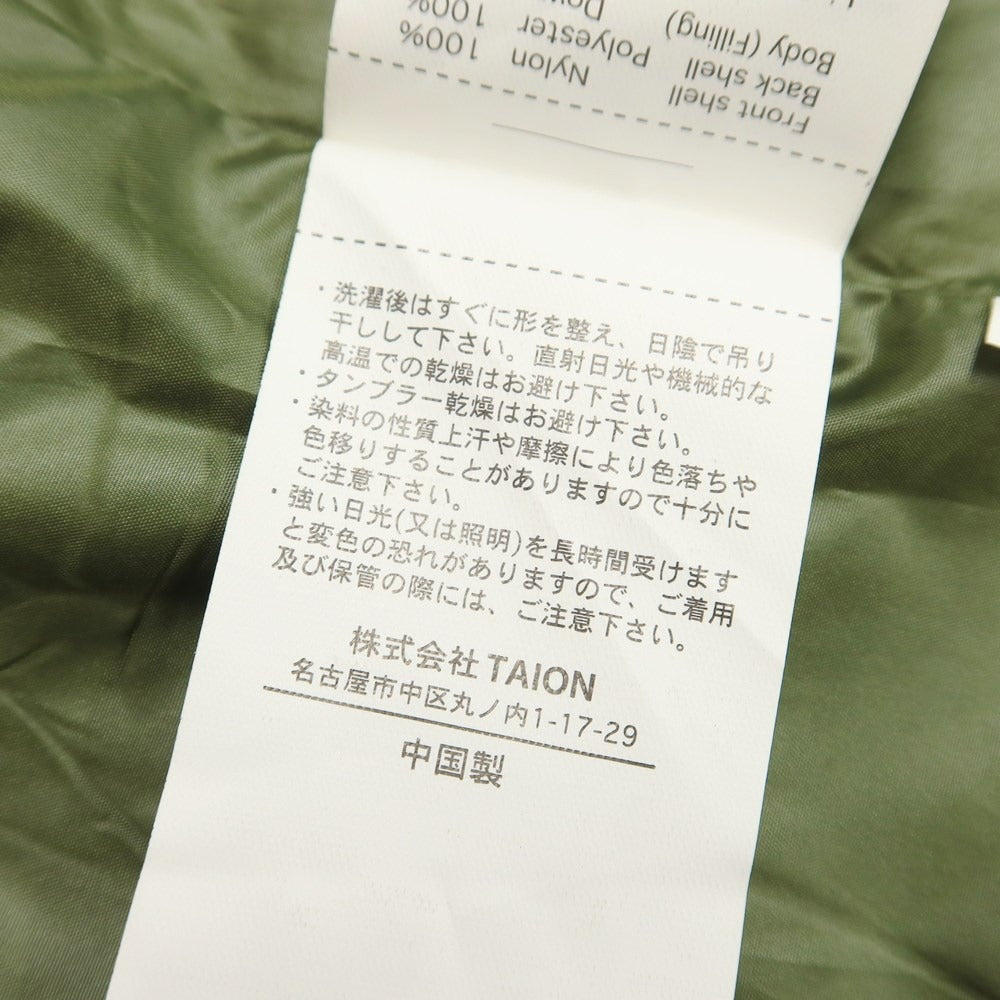 Front shell Nylon 100%
Back shell Polyester 100%
Body (Filling)
・洗濯後はすぐに形を整え、日陰で吊り
干しして下さい。直射日光や機械的な
高温での乾燥はお避け下さい。
・タンブラー乾燥はお避け下さい。
・染料の性質上汗や摩擦により色落ちや
色移りすることがありますので十分に
ご注意下さい。
・強い日光(又は照明)を長時間受けます
と変色の恐れがありますので、ご着用
及び保管の際には、ご注意下さい。
株式会社TAION
名古屋市中区丸ノ内1-17-29
中国製